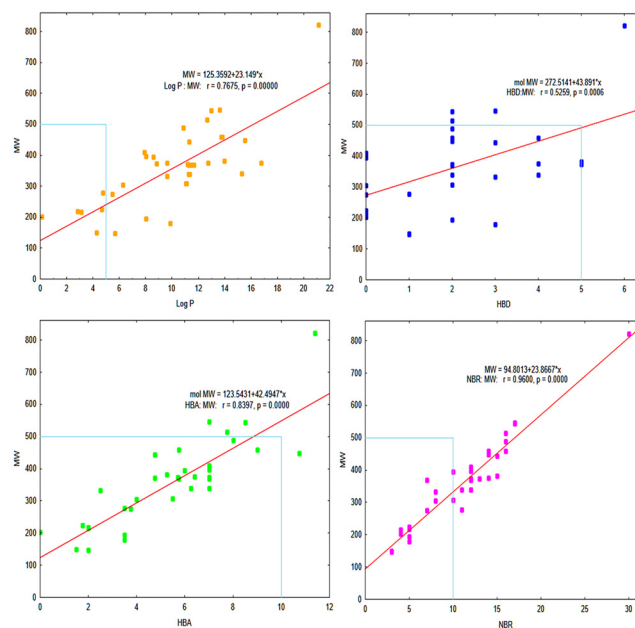 MW = 125.3592+23.149*x
Log P : MW: r = 0.7675, p = 0.00000
MW
800
700
600
500
400
300
200
100
0
0 2 4 6 8 10 12 14 16 18 20 22
Log P
mol MW = 272.5141+43.891*x
HBD:MW: r = 0.5259, p = 0.0006
MW
800
700
600
500
400
300
200
100
0
0 1 2 3 4 5 6
HBD
mol MW = 123.5431+42.4947*x
HBA: MW: r = 0.8397, p = 0.0000
MW
800
700
600
500
400
300
200
100
0
0 2 4 6 8 10 12
HBA
MW = 94.8013+23.8667*x
NBR: MW: r = 0.9600, p = 0.0000
MW
800
700
600
500
400
300
200
100
0
0 5 10 15 20 25 30
NBR